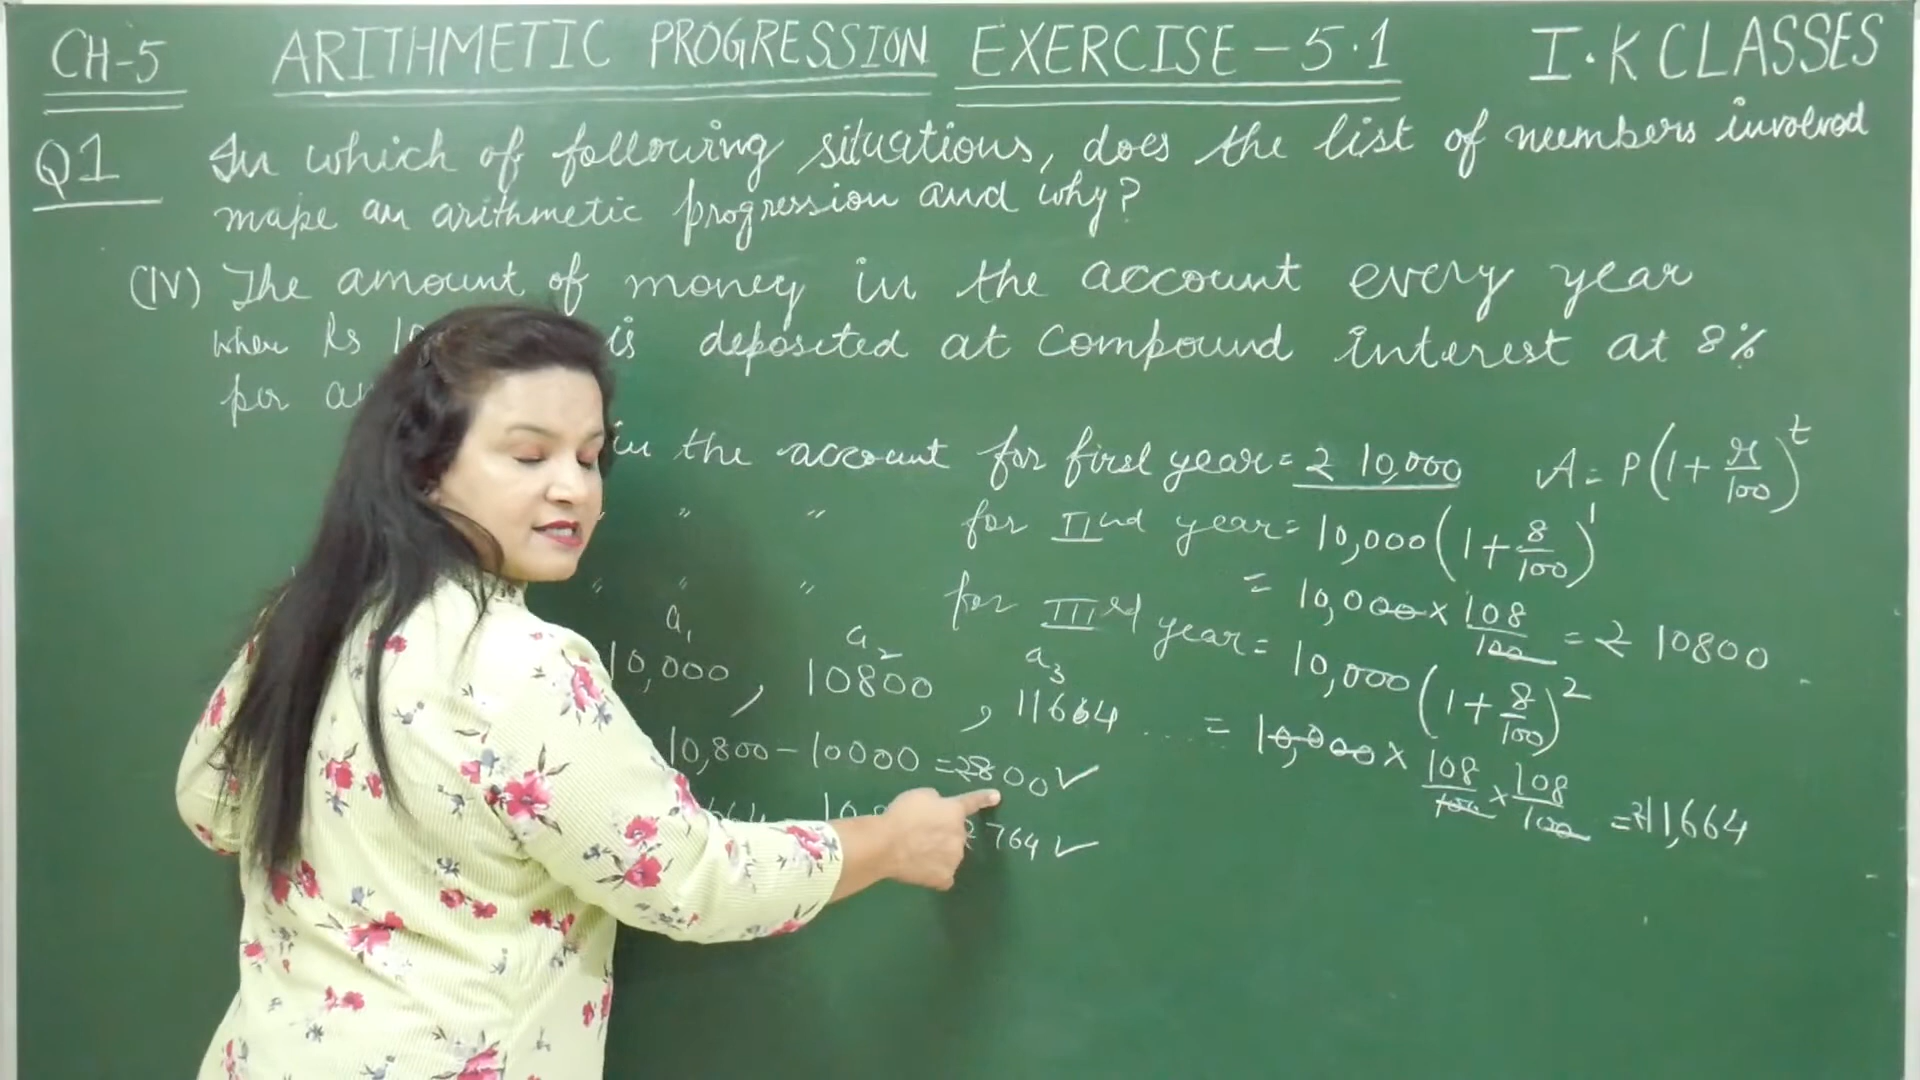 CH-5 ARITHMETIC PROGRESSION EXERCISE-5.1 I.K CLASSES
Q1 In which of following situations, does the list of numbers involved
make an arithmetic progression and why?
(IV) The amount of money in the account every year
when Rs 10 is deposited at compound interest at 8%
per
in the account for first year = ₹ 10,000 A = P(1 + r/100)^t
" " " for IInd year = 10,000(1 + 8/100)^1
= 10,000 × 108/100 = ₹ 10800
" " " for IIIrd year = 10,000(1 + 8/100)^2
= 10,000 × 108/100 × 108/100 = ₹ 11,664
a1 a2 a3
10,000, 10800, 11664 .....
10,800 - 10000 = ₹800 ✓
664 - 10 ₹ 764 ✓